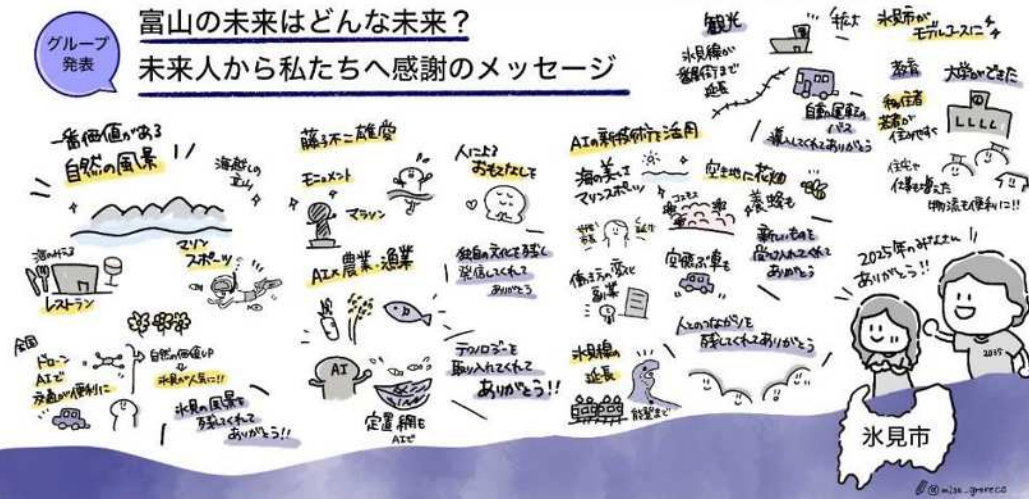 グループ
発表
富山の未来はどんな未来?
未来人から私たちへ感謝のメッセージ
一番価値がある
自然の風景
海越しの
立山
レストラン
マリン
スポーツ
全国
ドローン
AIで
交通が便利に
自然の価値UP
氷見が人気に!!
氷見の風景を
残してくれて
ありがとう!!
藤子不二雄愛
モニュメント
マラソン
人による
おもてなしを
AI×農業・漁業
独自の文化を残し
発信してくれて
ありがとう
AI
定置網も
AIで
テクノロジーを
取り入れてくれて
ありがとう!!
AIの新技術を活用
海の美しさ
マリンスポーツ
空き地に花畑
コスモス
養蜂も
働き方の変化
副業
空飛ぶ車も
新しいものを
受け入れてくれて
ありがとう
氷見線の
延長
能登まで
人とのつながりを
残してくれてありがとう
観光
氷見線が
番屋街まで
延長
拡大
自動運転の
バス
導入してくれてありがとう
氷見市が
モデルコースに
教育
大学ができた
移住者
若者が
住みやすく
住宅や
仕事も増えた
物流も便利に!!
2025年のみなさん
ありがとう!!
2035
氷見市